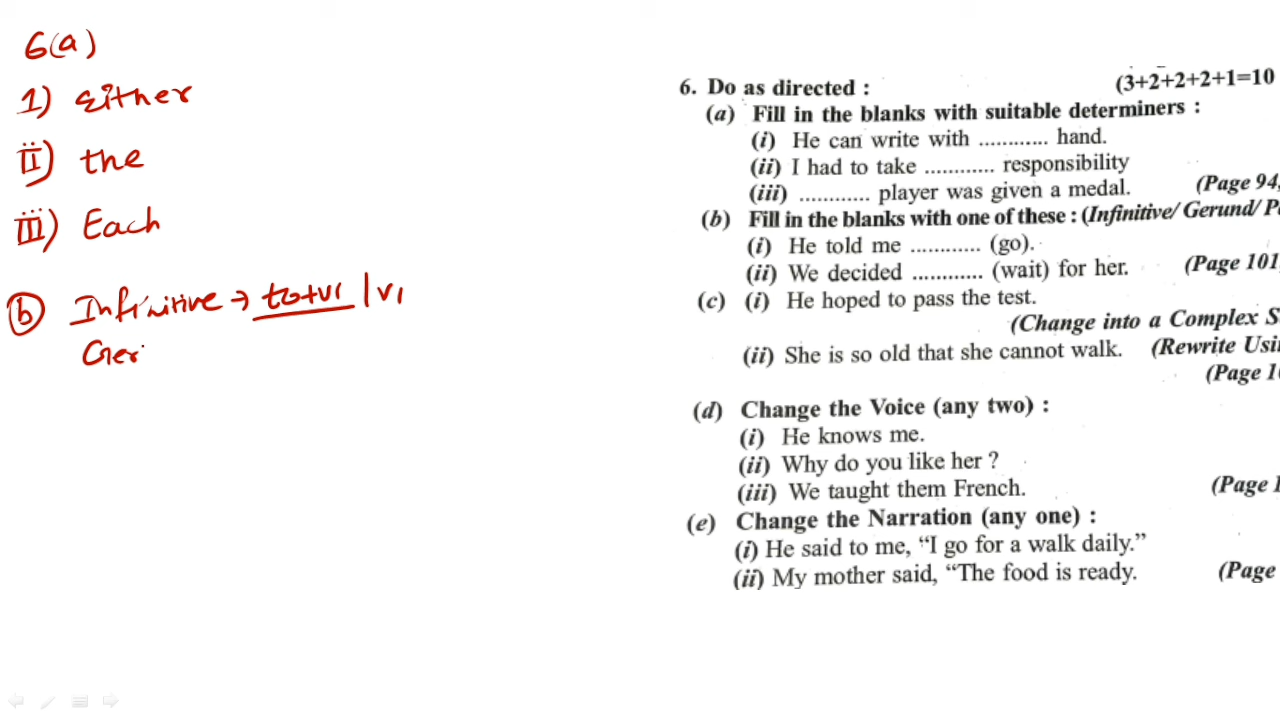 6(a)
1) Either
ii) the
iii) Each
(b) Infinitive → to+v1 / v1
Ger
6. Do as directed : (3+2+2+2+1=10
(a) Fill in the blanks with suitable determiners :
(i) He can write with ............ hand.
(ii) I had to take ............ responsibility
(iii) ............ player was given a medal. (Page 94,
(b) Fill in the blanks with one of these : (Infinitive/ Gerund/
(i) He told me ............ (go).
(ii) We decided ............ (wait) for her. (Page 101,
(c) (i) He hoped to pass the test.
(Change into a Complex S
(ii) She is so old that she cannot walk. (Rewrite Usi
(Page 1
(d) Change the Voice (any two) :
(i) He knows me.
(ii) Why do you like her ?
(iii) We taught them French. (Page 1
(e) Change the Narration (any one) :
(i) He said to me, “I go for a walk daily.”
(ii) My mother said, “The food is ready. (Page